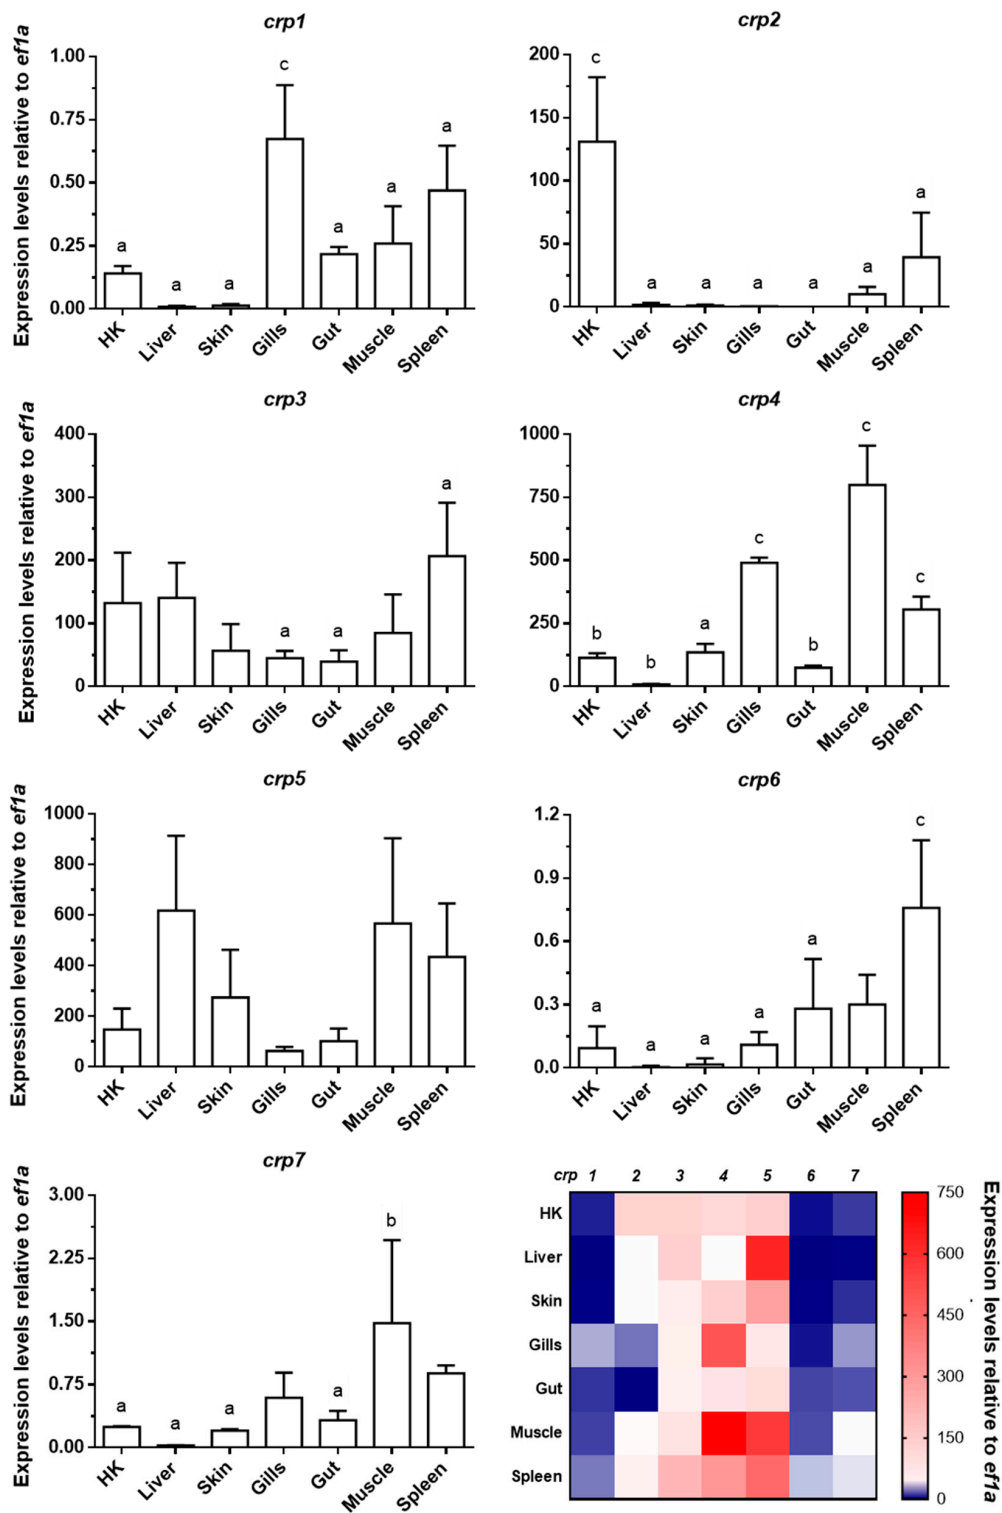 crp1
Expression levels relative to ef1a
1.00
0.75
0.50
0.25
0.00
a
a
a
c
a
a
a
HK
Liver
Skin
Gills
Gut
Muscle
Spleen
crp2
200
150
100
50
0
c
a
a
a
a
a
a
HK
Liver
Skin
Gills
Gut
Muscle
Spleen
crp3
Expression levels relative to ef1a
400
300
200
100
0
a
a
a
HK
Liver
Skin
Gills
Gut
Muscle
Spleen
crp4
1000
750
500
250
0
b
b
a
c
b
c
c
HK
Liver
Skin
Gills
Gut
Muscle
Spleen
crp5
Expression levels relative to ef1a
1000
800
600
400
200
0
HK
Liver
Skin
Gills
Gut
Muscle
Spleen
crp6
1.2
0.9
0.6
0.3
0.0
a
a
a
a
a
c
HK
Liver
Skin
Gills
Gut
Muscle
Spleen
crp7
Expression levels relative to ef1a
3.00
2.25
1.50
0.75
0.00
a
a
a
a
b
HK
Liver
Skin
Gills
Gut
Muscle
Spleen
crp 1 2 3 4 5 6 7
HK
Liver
Skin
Gills
Gut
Muscle
Spleen
750
600
450
300
150
0
Expression levels relative to ef1a